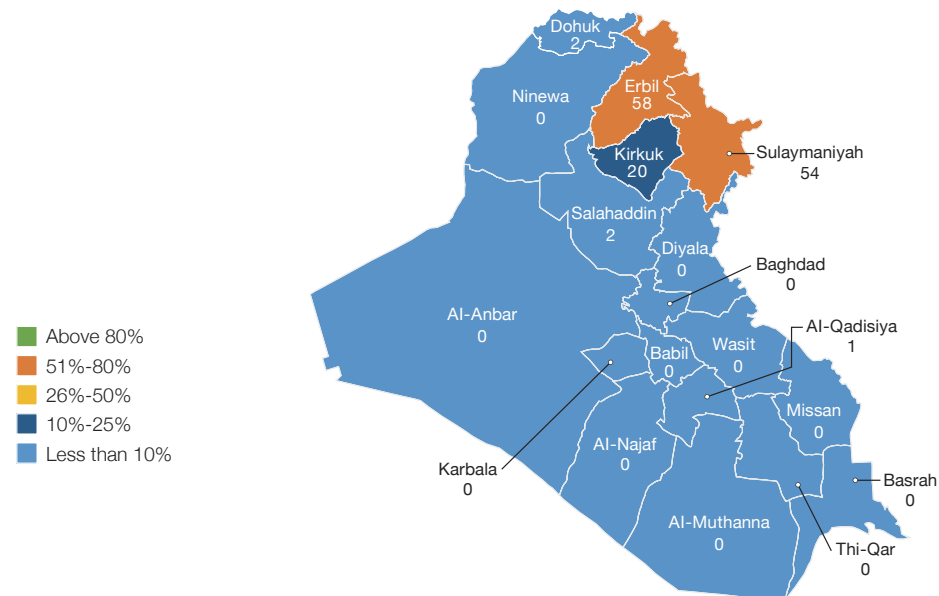 Dohuk
2
Ninewa
0
Erbil
58
Kirkuk
20
Sulaymaniyah
54
Salahaddin
2
Diyala
0
Baghdad
0
Al-Anbar
0
Al-Qadisiya
1
Babil
0
Wasit
0
Missan
0
Al-Najaf
0
Karbala
0
Basrah
0
Al-Muthanna
0
Thi-Qar
0
Above 80%
51%-80%
26%-50%
10%-25%
Less than 10%